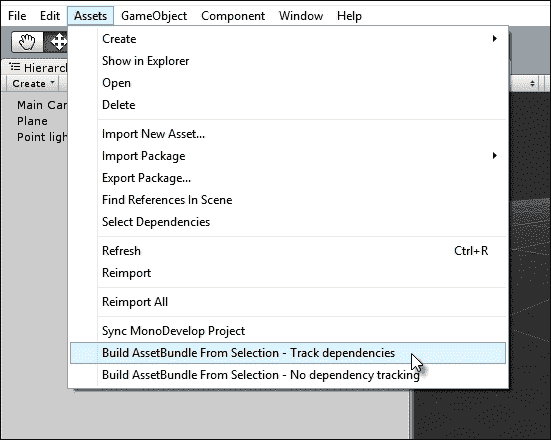 File Edit Assets GameObject Component Window Help
Hierarc
Create
Main Car
Plane
Point ligh
Create
Show in Explorer
Open
Delete
Import New Asset...
Import Package
Export Package...
Find References In Scene
Select Dependencies
Refresh Ctrl+R
Reimport
Reimport All
Sync MonoDevelop Project
Build AssetBundle From Selection - Track dependencies
Build AssetBundle From Selection - No dependency tracking